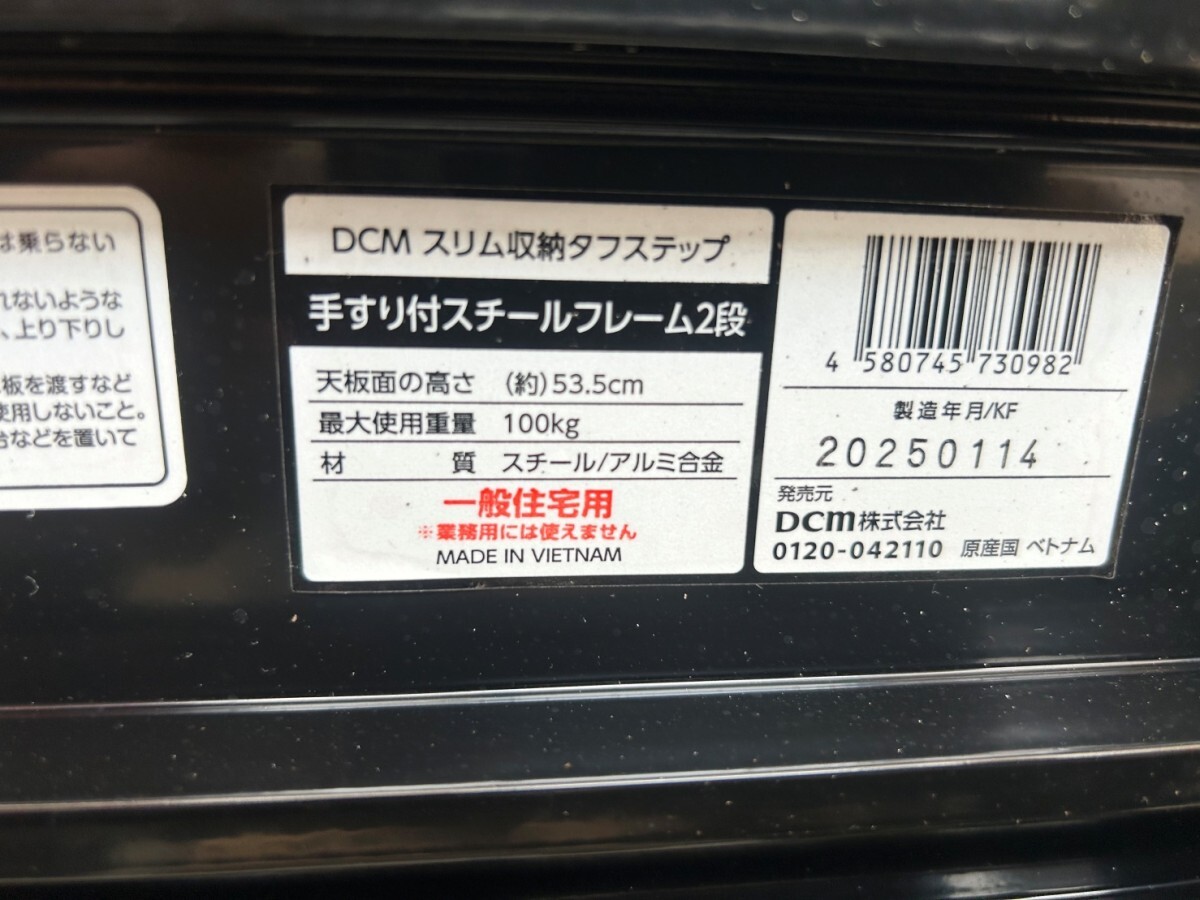 は乗らない
れないような
、上り下りし
板を渡すなど
使用しないこと。
台などを置いて
DCM スリム収納タフステップ
手すり付スチールフレーム2段
天板面の高さ (約)53.5cm
最大使用重量 100kg
材 質 スチール/アルミ合金
一般住宅用
※業務用には使えません
MADE IN VIETNAM
4 580745 730982
製造年月/KF
20250114
発売元
DCM株式会社
0120-042110 原産国 ベトナム